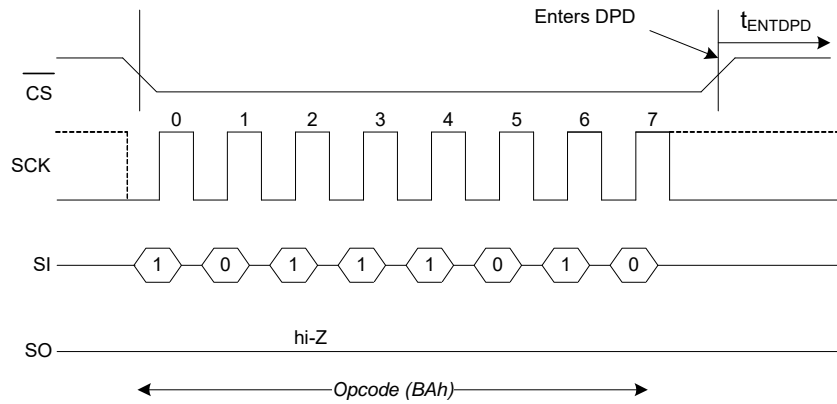 Enters DPD
tENTDPD
CS
0 1 2 3 4 5 6 7
SCK
SI 1 0 1 1 1 0 1 0
hi-Z
SO
Opcode (BAh)